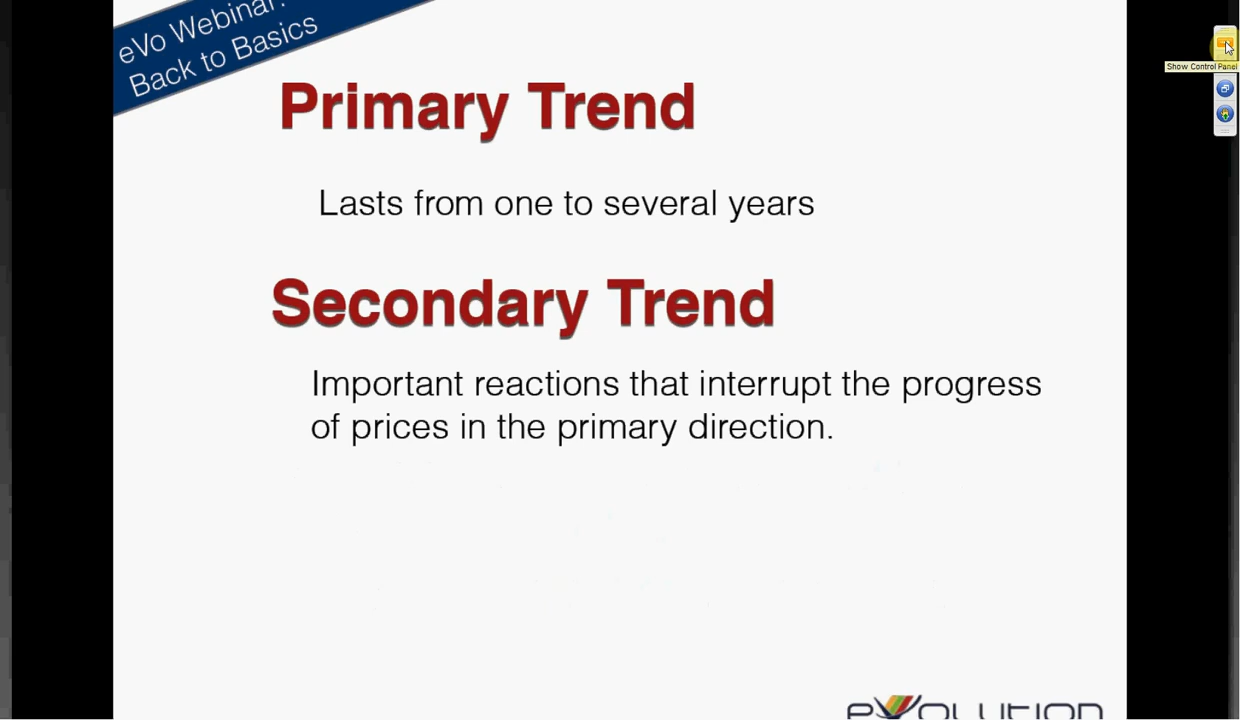 eVo Webinar:
Back to Basics
Primary Trend
Lasts from one to several years
Secondary Trend
Important reactions that interrupt the progress
of prices in the primary direction.
Show Control Panel
eVolution